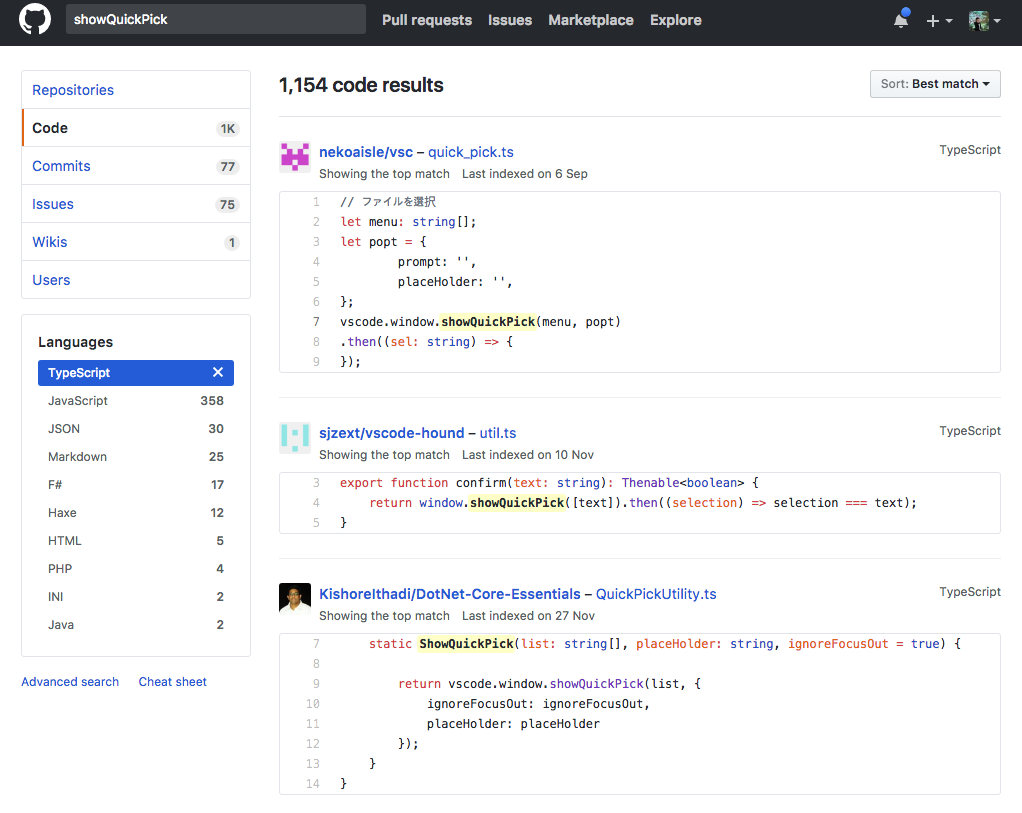 showQuickPick
Pull requests Issues Marketplace Explore
Repositories
Code 1K
Commits 77
Issues 75
Wikis 1
Users
Languages
TypeScript
JavaScript 358
JSON 30
Markdown 25
F# 17
Haxe 12
HTML 5
PHP 4
INI 2
Java 2
Advanced search Cheat sheet
1,154 code results
Sort: Best match
nekoaisle/vsc – quick_pick.ts
TypeScript
Showing the top match Last indexed on 6 Sep
1 // ファイルを選択
2 let menu: string[];
3 let popt = {
4 prompt: '',
5 placeHolder: '',
6 };
7 vscode.window.showQuickPick(menu, popt)
8 .then((sel: string) => {
9 });
sjzext/vscode-hound – util.ts
TypeScript
Showing the top match Last indexed on 10 Nov
3 export function confirm(text: string): Thenable<boolean> {
4 return window.showQuickPick([text]).then((selection) => selection === text);
5 }
KishoreIthadi/DotNet-Core-Essentials – QuickPickUtility.ts
TypeScript
Showing the top match Last indexed on 27 Nov
7 static ShowQuickPick(list: string[], placeHolder: string, ignoreFocusOut = true) {
8
9 return vscode.window.showQuickPick(list, {
10 ignoreFocusOut: ignoreFocusOut,
11 placeHolder: placeHolder
12 });
13 }
14 }